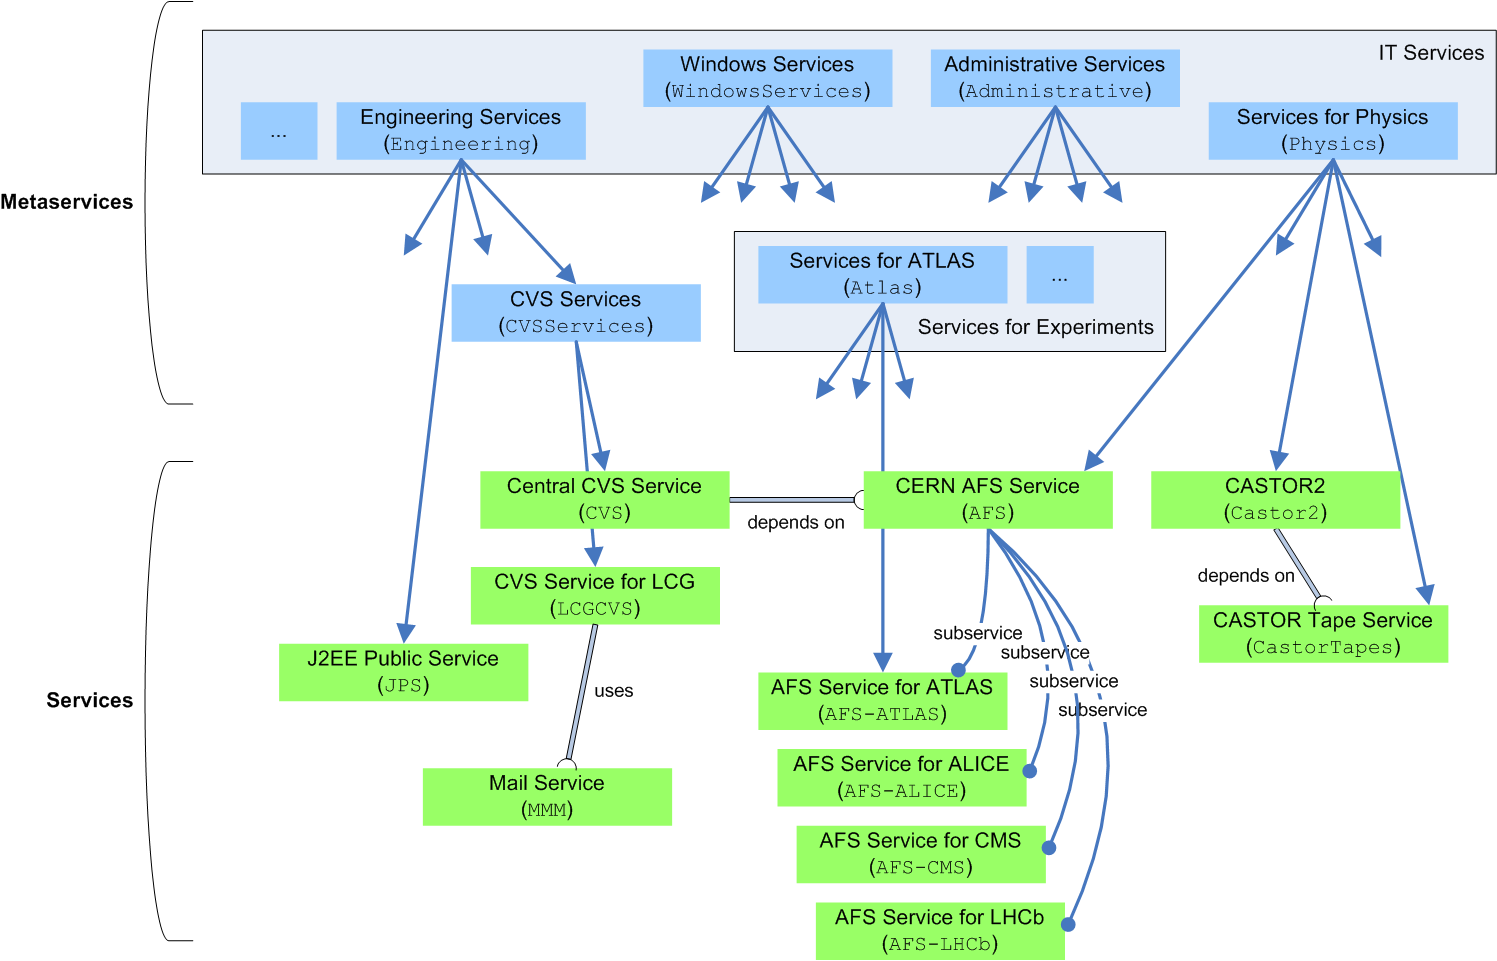 IT Services
Windows Services
(WindowsServices)
Administrative Services
(Administrative)
...
Engineering Services
(Engineering)
Services for Physics
(Physics)
Metaservices
Services for ATLAS
(Atlas)
...
Services for Experiments
CVS Services
(CVSServices)
Central CVS Service
(CVS)
depends on
CERN AFS Service
(AFS)
CASTOR2
(Castor2)
depends on
CVS Service for LCG
(LCGCVS)
CASTOR Tape Service
(CastorTapes)
subservice
subservice
subservice
subservice
J2EE Public Service
(JPS)
uses
Services
AFS Service for ATLAS
(AFS-ATLAS)
Mail Service
(MMM)
AFS Service for ALICE
(AFS-ALICE)
AFS Service for CMS
(AFS-CMS)
AFS Service for LHCb
(AFS-LHCb)